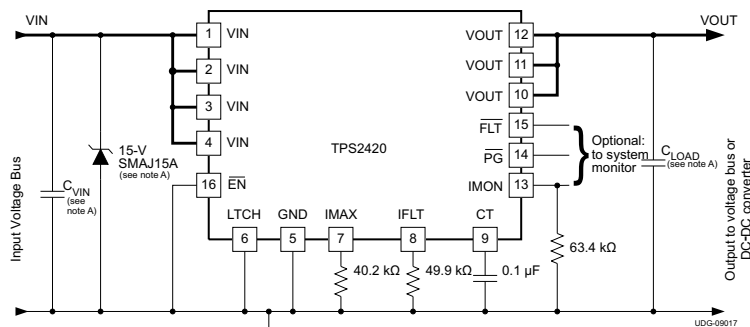 VIN
VOUT
1
VIN
2
VIN
3
VIN
4
VIN
16
EN
VOUT
12
VOUT
11
VOUT
10
FLT
15
PG
14
IMON
13
TPS2420
Optional:
to system
monitor
15-V
SMAJ15A
(see note A)
CVIN
(see
note A)
Input Voltage Bus
LTCH
GND
IMAX
IFLT
CT
6
5
7
8
9
40.2 kΩ
49.9 kΩ
0.1 µF
63.4 kΩ
CLOAD
(see note A)
Output to voltage bus or
DC-DC converter
UDG-09017